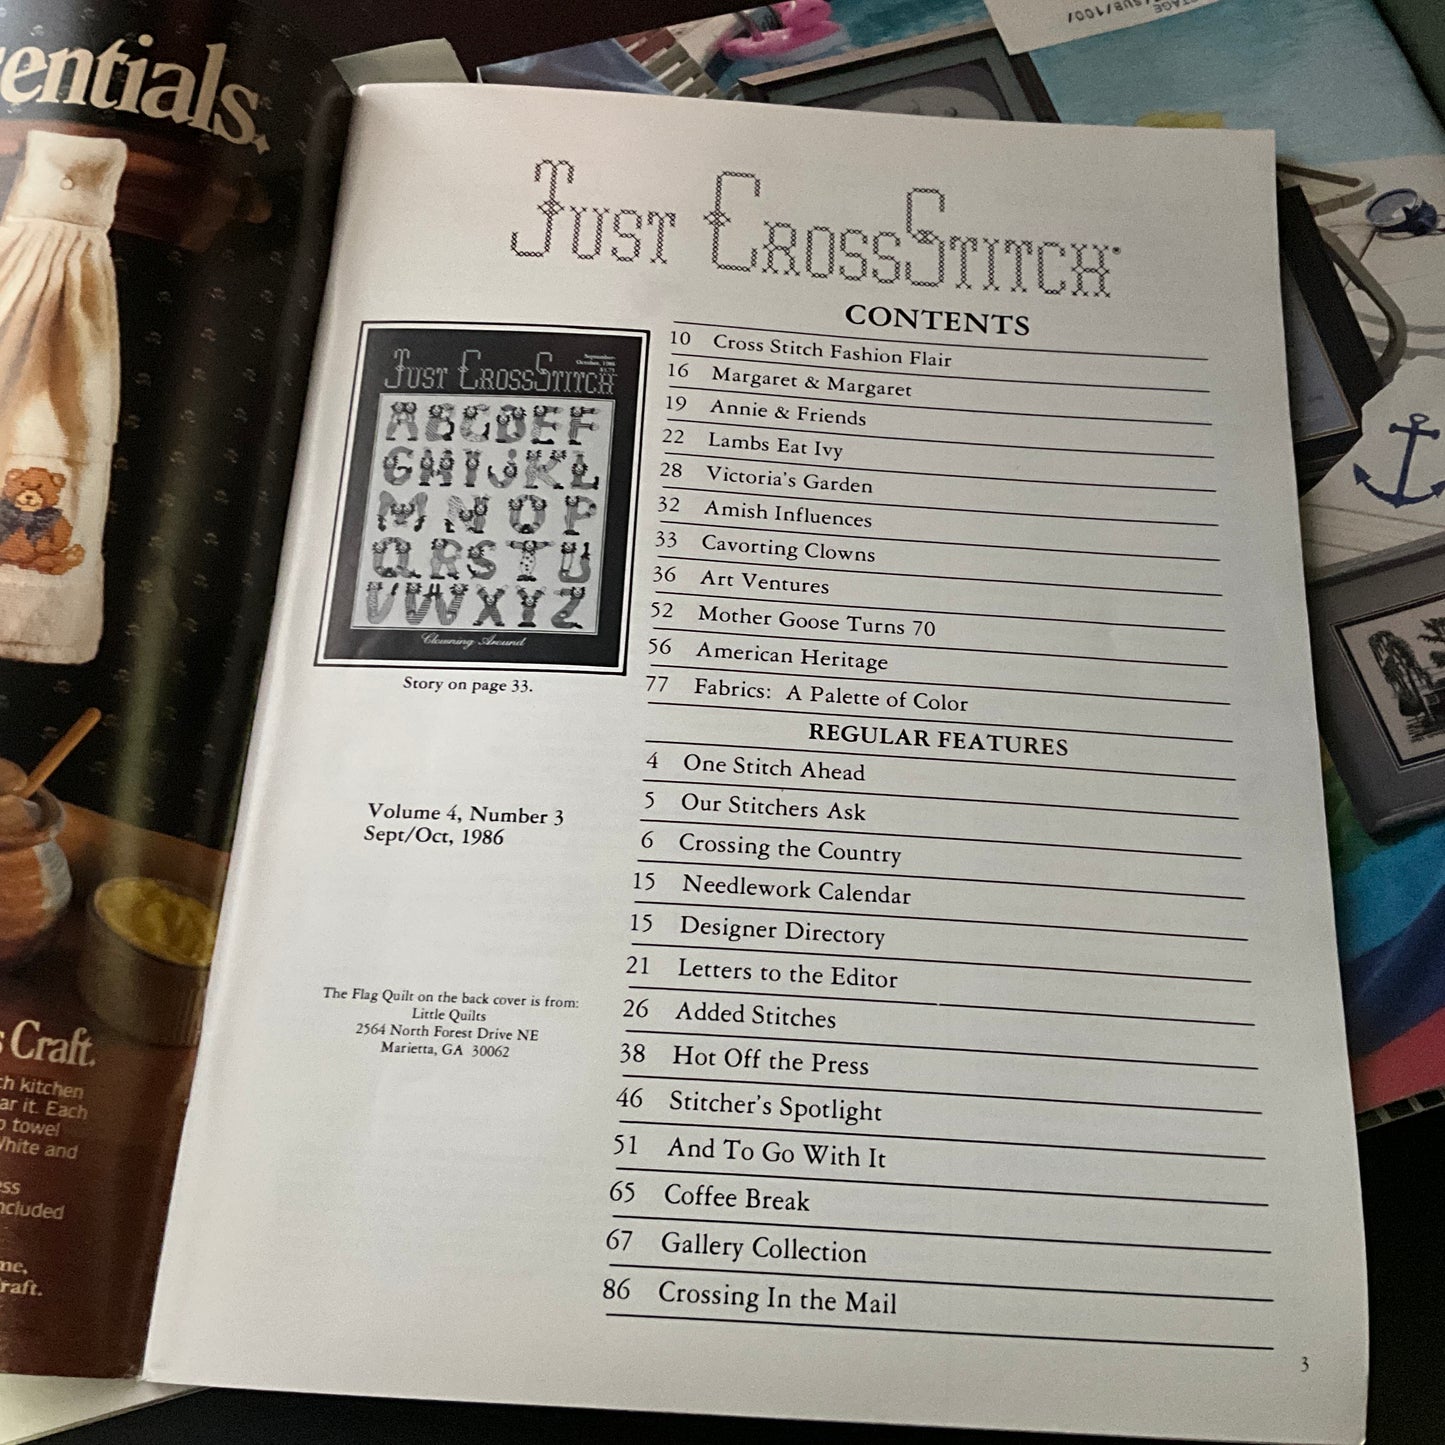 entials.
Craft.
kitchen
ar it. Each
towel
White and
ncluded
JUST CROSSSTITCH®
CONTENTS
10 Cross Stitch Fashion Flair
16 Margaret & Margaret
19 Annie & Friends
22 Lambs Eat Ivy
28 Victoria's Garden
32 Amish Influences
33 Cavorting Clowns
36 Art Ventures
52 Mother Goose Turns 70
56 American Heritage
77 Fabrics: A Palette of Color
REGULAR FEATURES
4 One Stitch Ahead
5 Our Stitchers Ask
6 Crossing the Country
15 Needlework Calendar
15 Designer Directory
21 Letters to the Editor
26 Added Stitches
38 Hot Off the Press
46 Stitcher's Spotlight
51 And To Go With It
65 Coffee Break
67 Gallery Collection
86 Crossing In the Mail
September-
October, 1986
JUST CROSSSTITCH
ABCDEF
GHIJKL
MNOP
QRSTU
VWXYZ
Clowning Around
Story on page 33.
Volume 4, Number 3
Sept/Oct, 1986
The Flag Quilt on the back cover is from:
Little Quilts
2564 North Forest Drive NE
Marietta, GA 30062
3